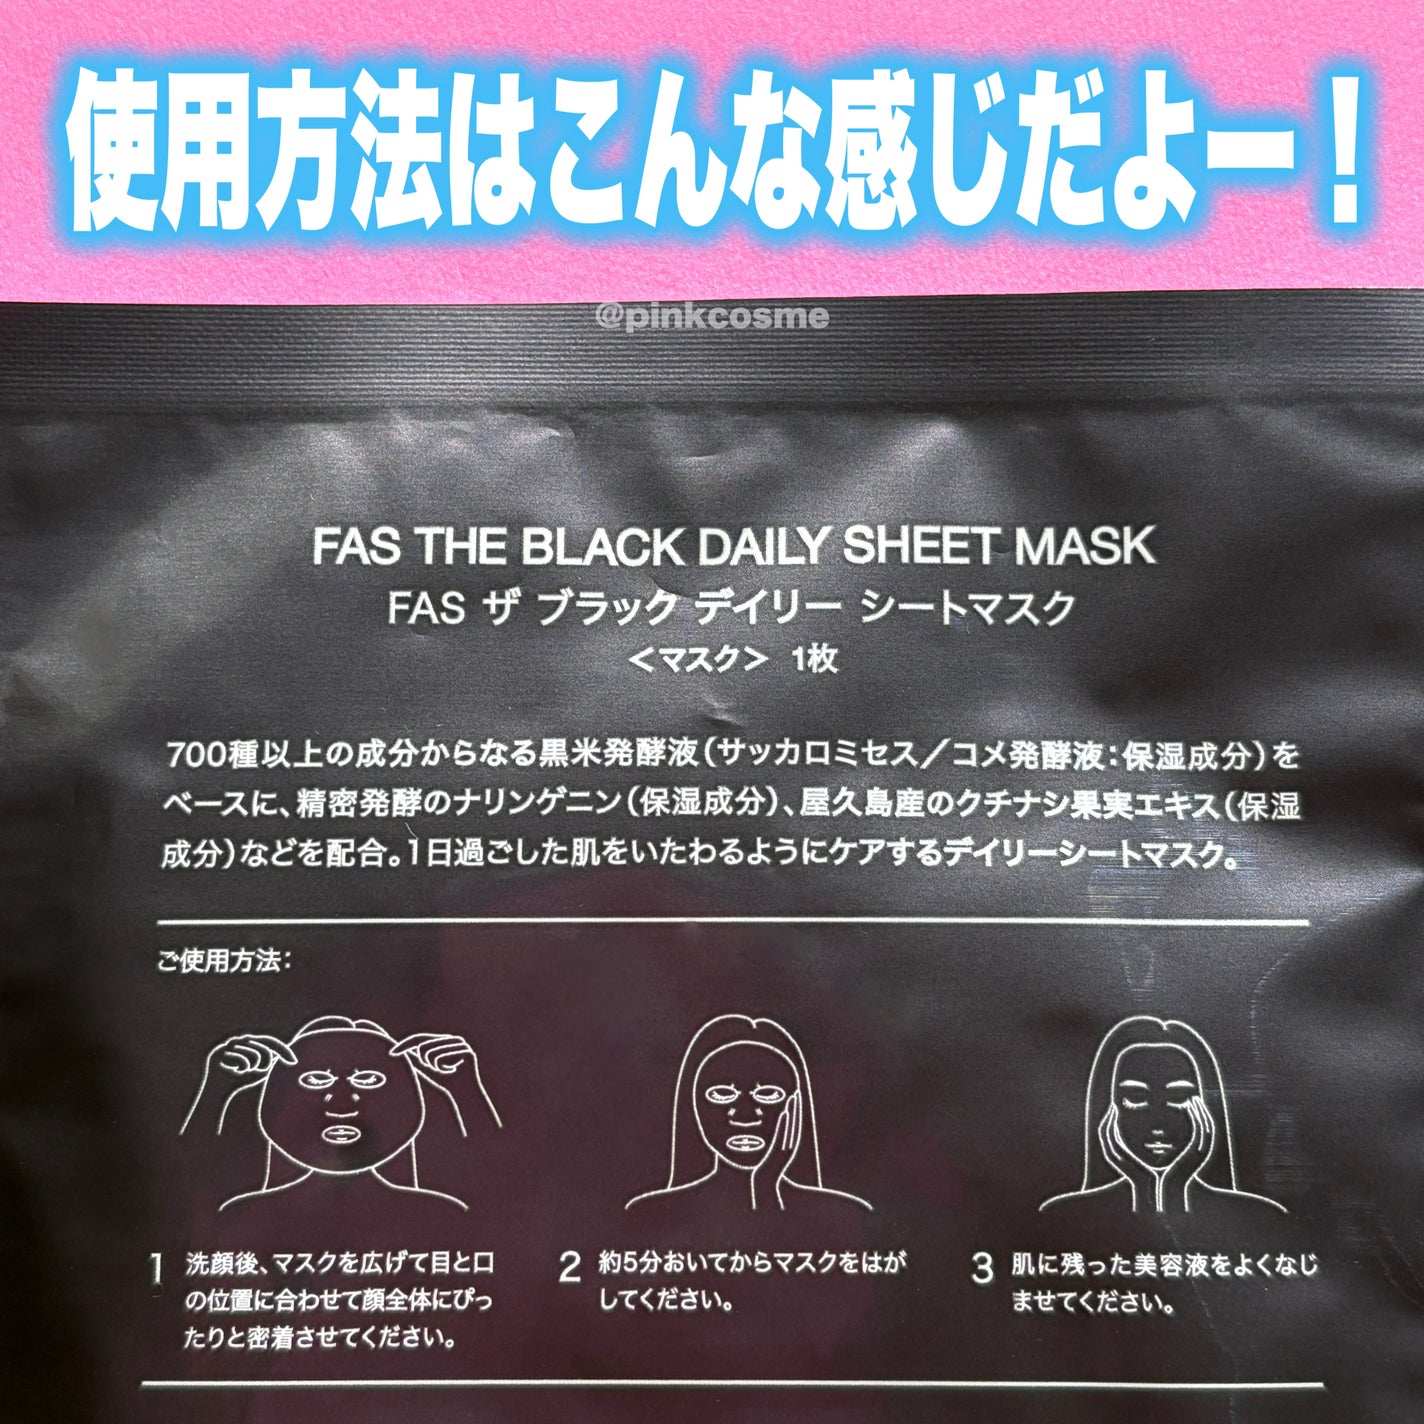 使用方法はこんな感じだよー！
@pinkcosme
FAS THE BLACK DAILY SHEET MASK
FAS ザ ブラック デイリー シートマスク
＜マスク＞ 1枚
700種以上の成分からなる黒米発酵液（サッカロミセス／コメ発酵液：保湿成分）を
ベースに、精密発酵のナリンゲニン（保湿成分）、屋久島産のクチナシ果実エキス（保湿
成分）などを配合。1日過ごした肌をいたわるようにケアするデイリーシートマスク。
ご使用方法：
1 洗顔後、マスクを広げて目と口
の位置に合わせて顔全体にぴっ
たりと密着させてください。
2 約5分おいてからマスクをはが
してください。
3 肌に残った美容液をよくなじ
ませてください。